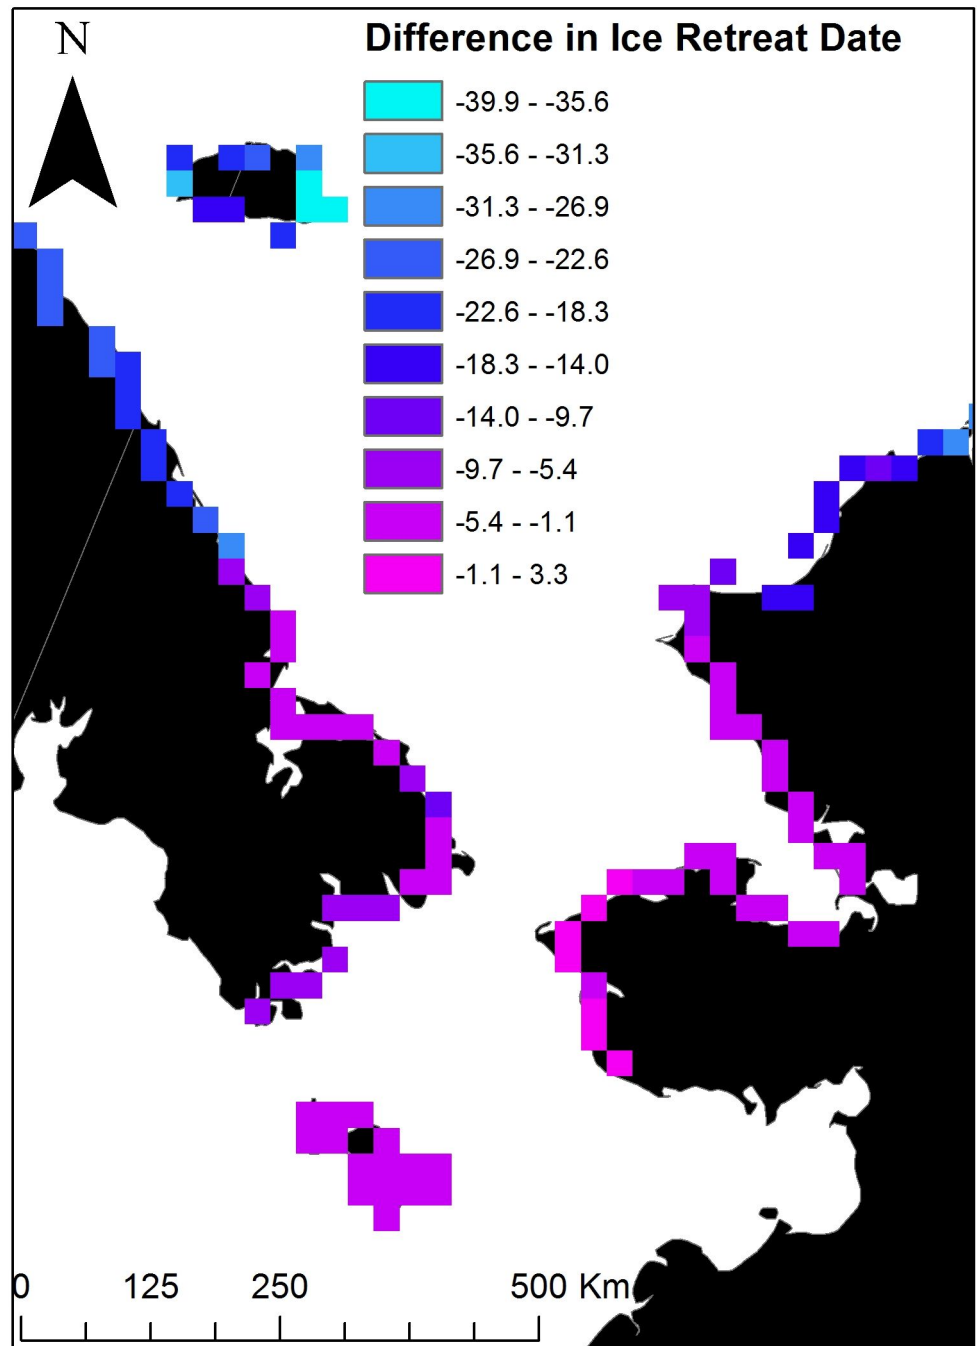 N
Difference in Ice Retreat Date
-39.9 - -35.6
-35.6 - -31.3
-31.3 - -26.9
-26.9 - -22.6
-22.6 - -18.3
-18.3 - -14.0
-14.0 - -9.7
-9.7 - -5.4
-5.4 - -1.1
-1.1 - 3.3
0 125 250 500 Km